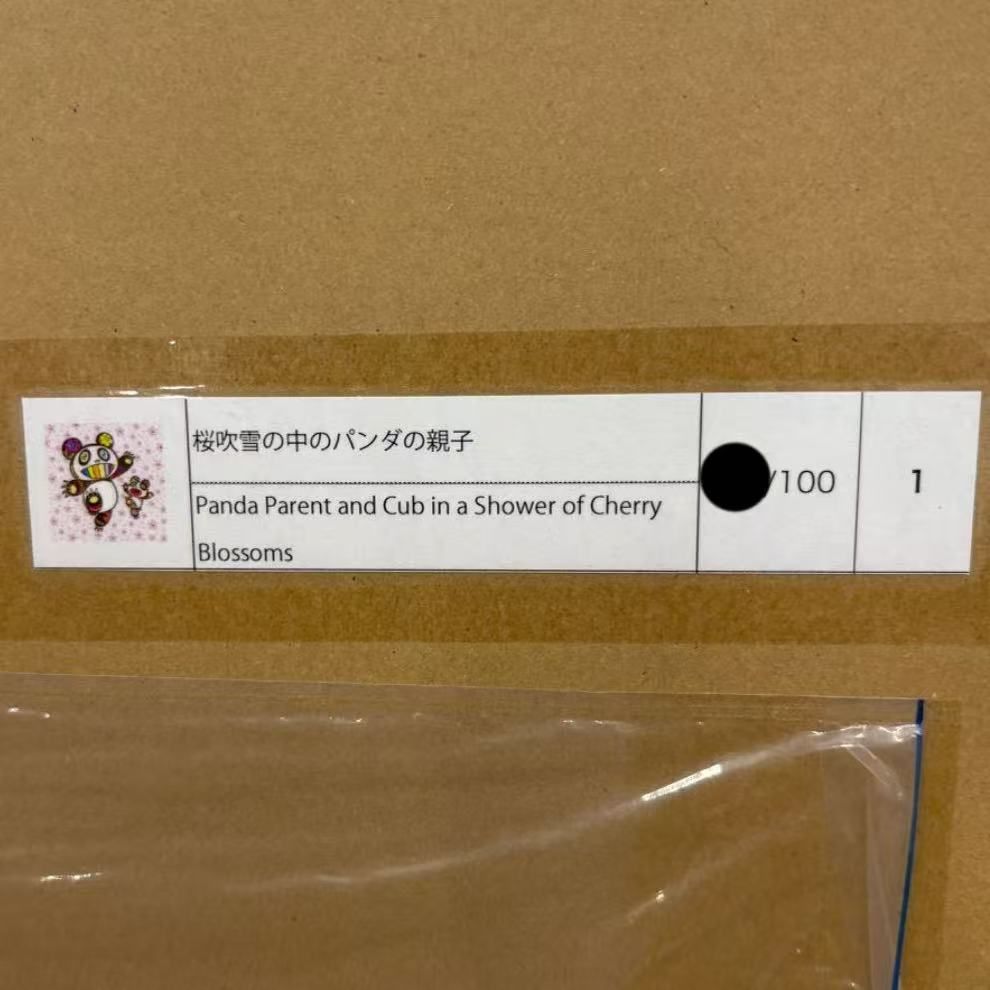 桜吹雪の中のパンダの親子
Panda Parent and Cub in a Shower of Cherry
Blossoms
/100
1